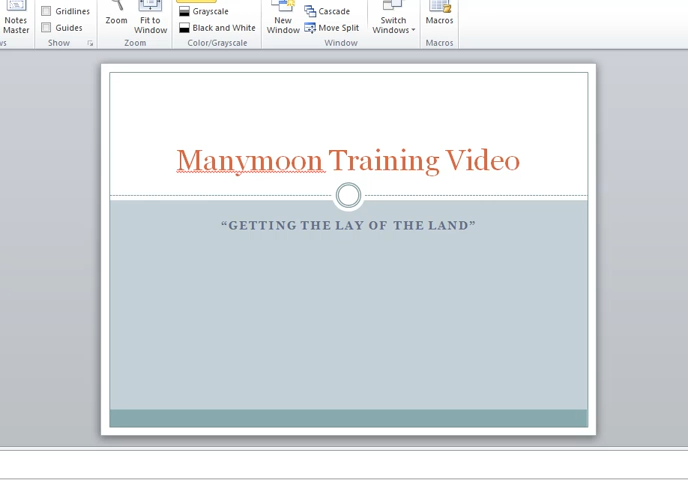 Notes Master
Gridlines
Guides
Show
Zoom
Fit to Window
Zoom
Grayscale
Black and White
Color/Grayscale
New Window
Cascade
Move Split
Window
Switch Windows
Macros
Macros
Manymoon Training Video
“GETTING THE LAY OF THE LAND”